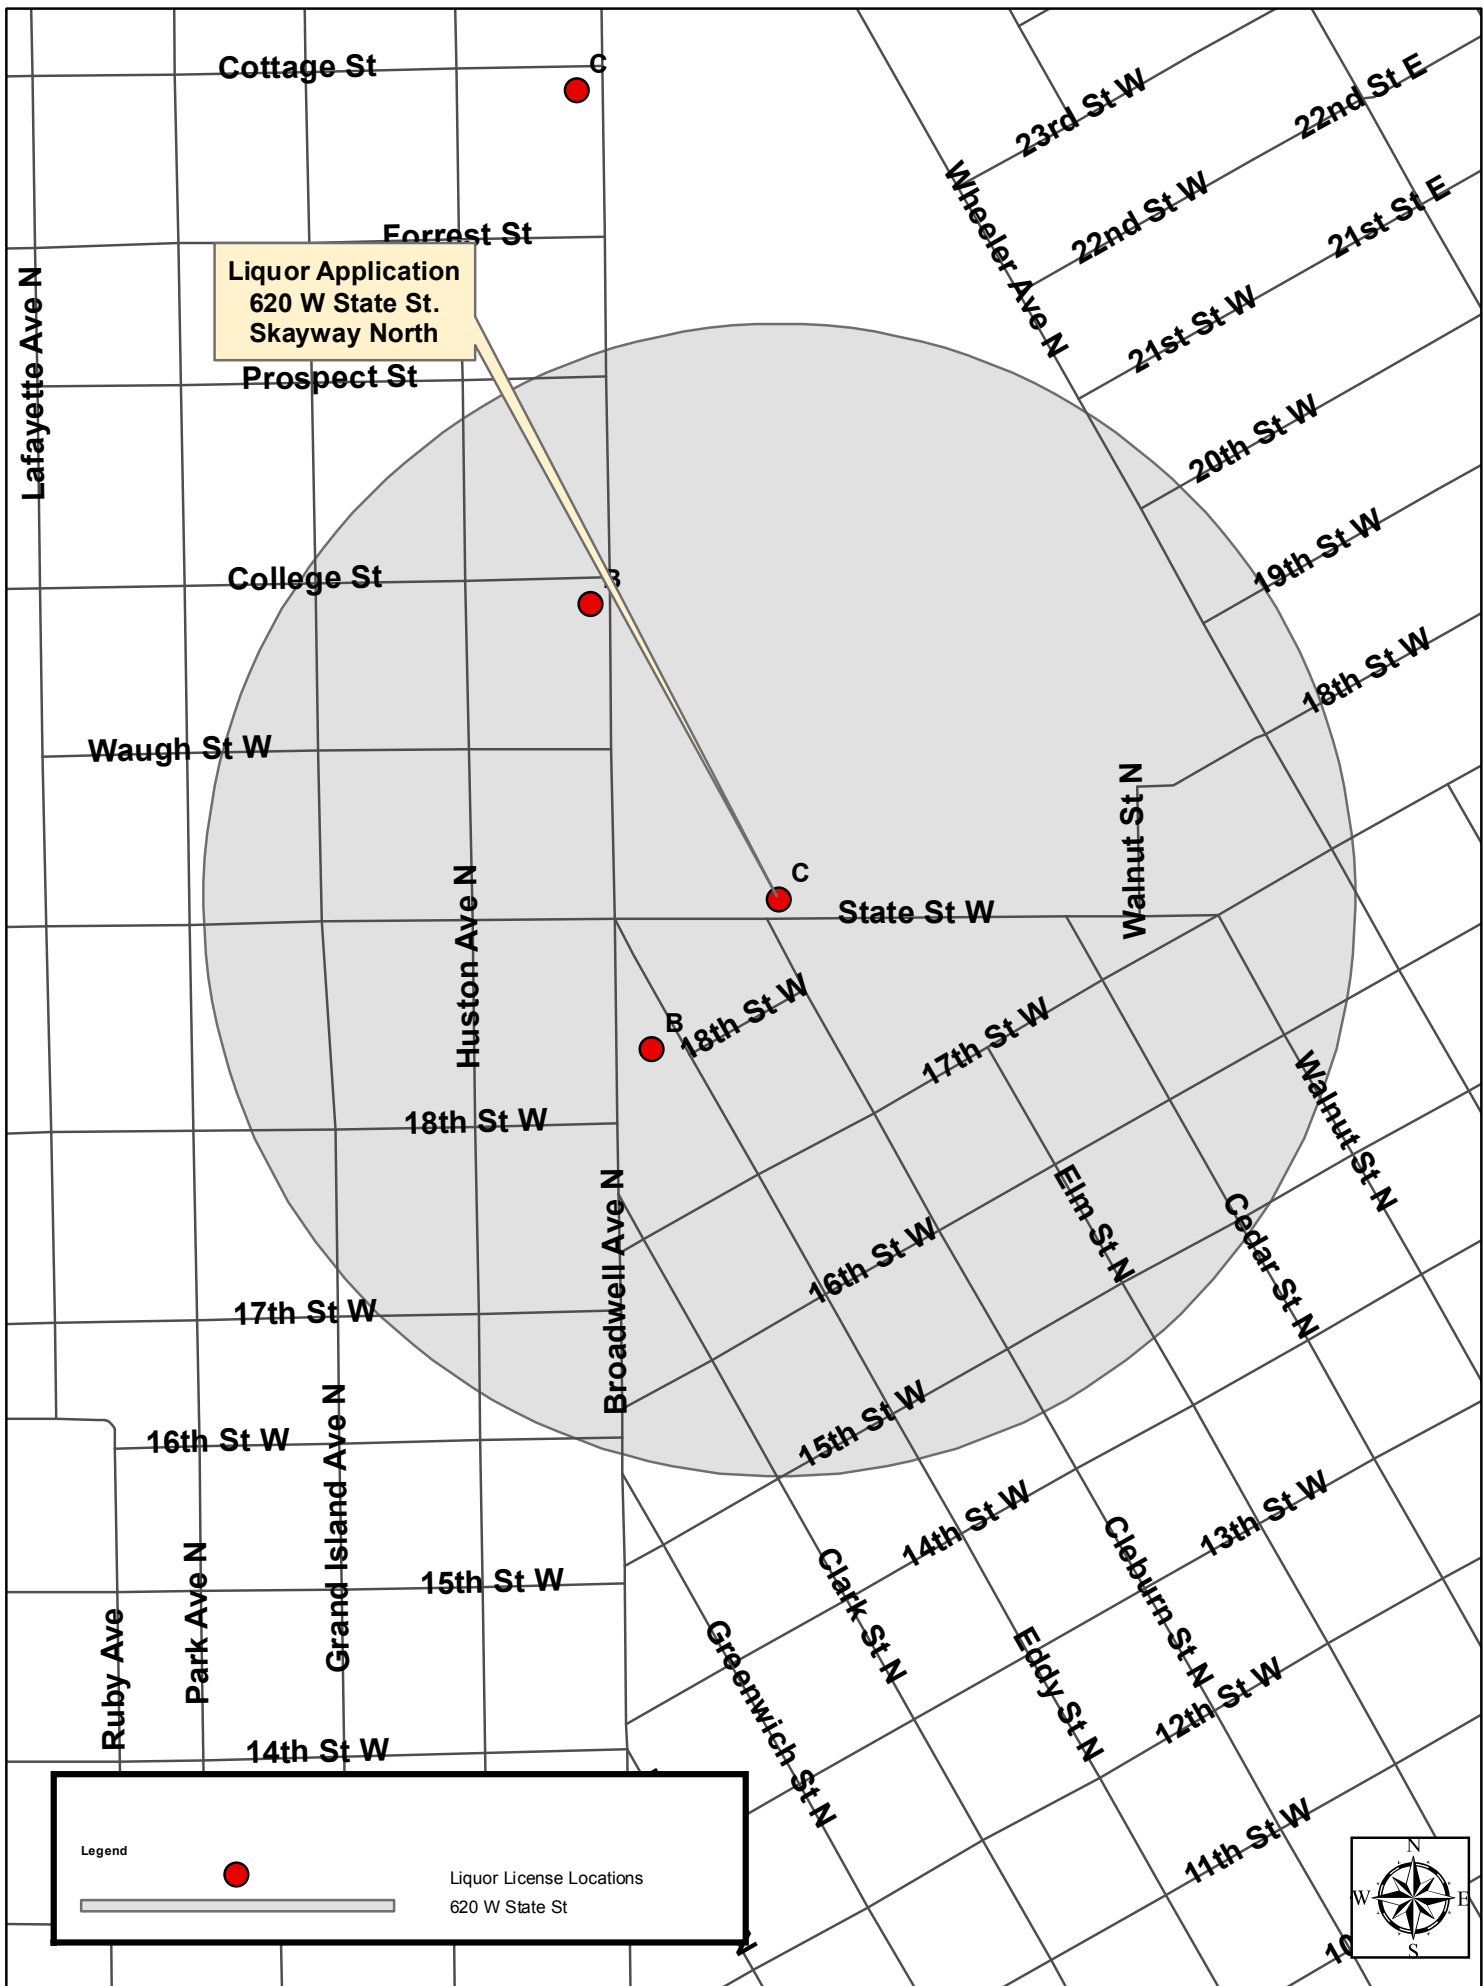 Cottage St
C
23rd St W
22nd St E
22nd St W
21st St E
Wheeler Ave N
Forrest St
Liquor Application
620 W State St.
Skayway North
21st St W
Lafayette Ave N
Prospect St
20th St W
19th St W
College St
B
18th St W
Waugh St W
Walnut St N
C
State St W
Huston Ave N
18th St W
B
17th St W
18th St W
Walnut St N
Elm St N
Cedar St N
Broadwell Ave N
16th St W
17th St W
15th St W
16th St W
Grand Island Ave N
14th St W
13th St W
15th St W
Park Ave N
Ruby Ave
Clark St N
Cleburn St N
Greenwich St N
Eddy St N
12th St W
14th St W
11th St W
Legend
Liquor License Locations
620 W State St
N
W
E
S
N
10